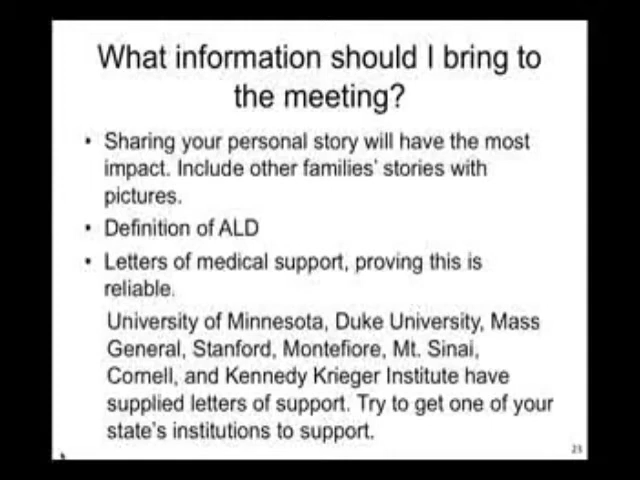 What information should I bring to
the meeting?
• Sharing your personal story will have the most
impact. Include other families' stories with
pictures.
• Definition of ALD
• Letters of medical support, proving this is
reliable.
University of Minnesota, Duke University, Mass
General, Stanford, Montefiore, Mt. Sinai,
Cornell, and Kennedy Krieger Institute have
supplied letters of support. Try to get one of your
state's institutions to support.
23